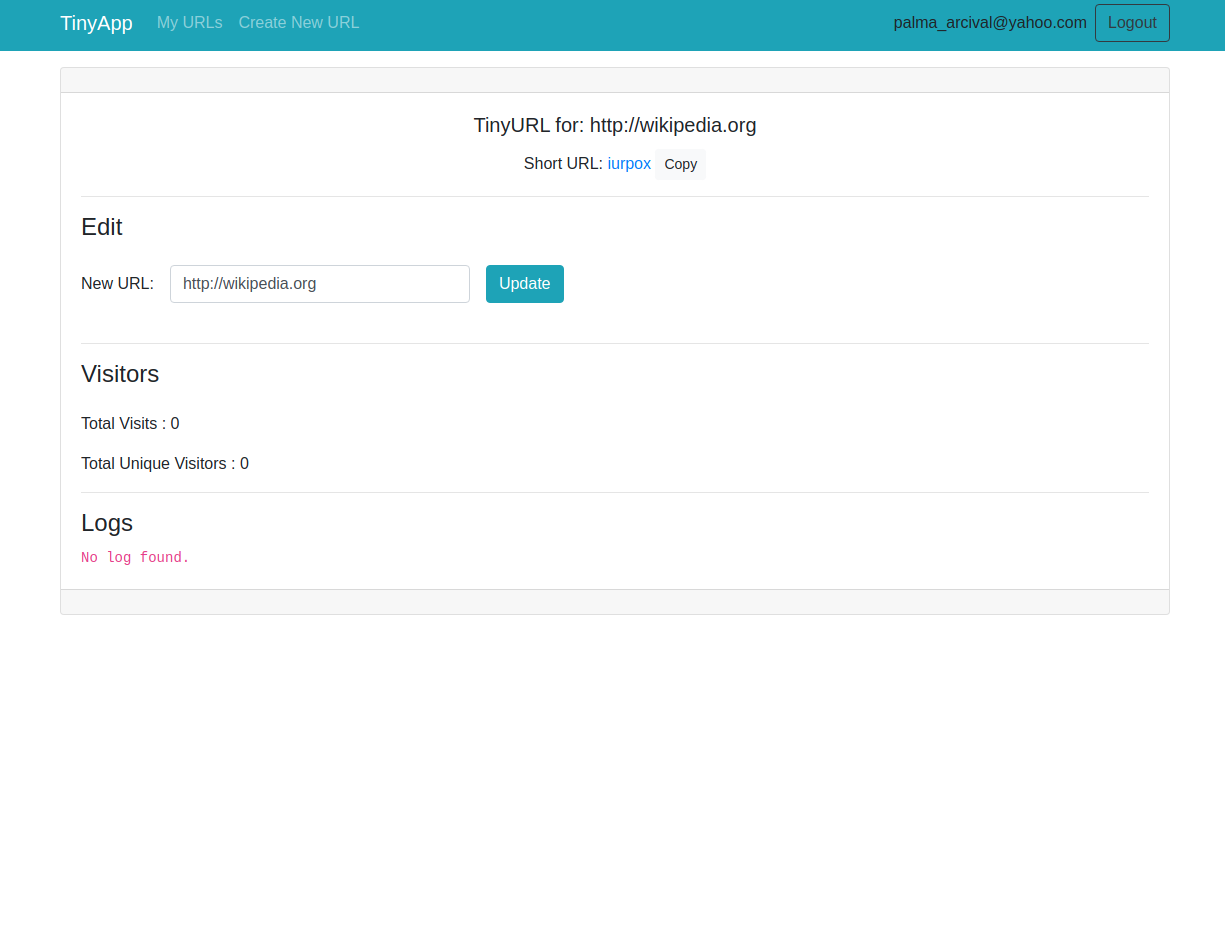 TinyApp My URLs Create New URL palma_arcival@yahoo.com Logout
TinyURL for: http://wikipedia.org
Short URL: iurpox Copy
Edit
New URL: http://wikipedia.org Update
Visitors
Total Visits : 0
Total Unique Visitors : 0
Logs
No log found.